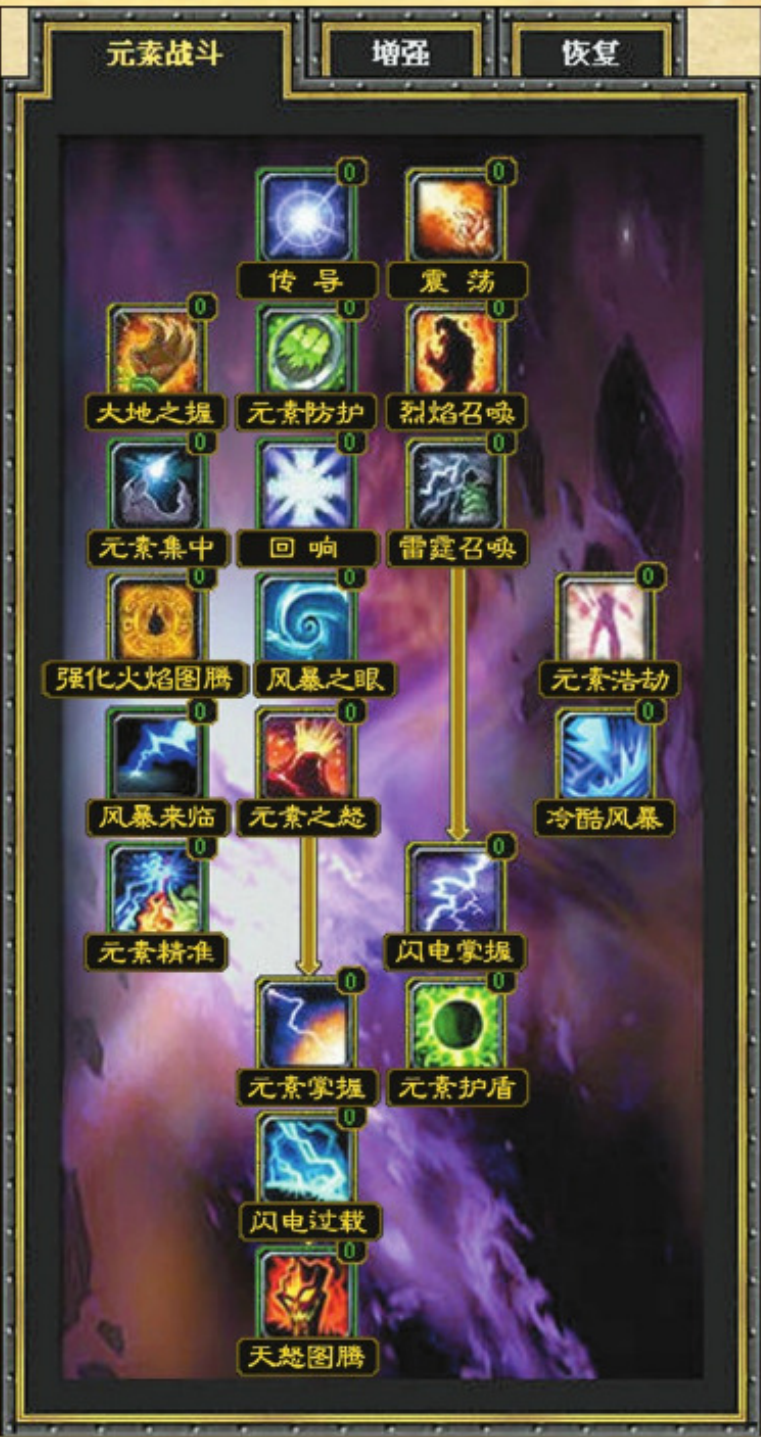 元素战斗 增强 恢复
0 0
传导 震荡
0 0 0
大地之握 元素防护 烈焰召唤
0 0 0
元素集中 回响 雷霆召唤
0 0 0
强化火焰图腾 风暴之眼 元素浩劫
0 0 0
风暴来临 元素之怒 冷酷风暴
0 0
元素精准 闪电掌握
0 0
元素掌握 元素护盾
0
闪电过载
0
天怒图腾